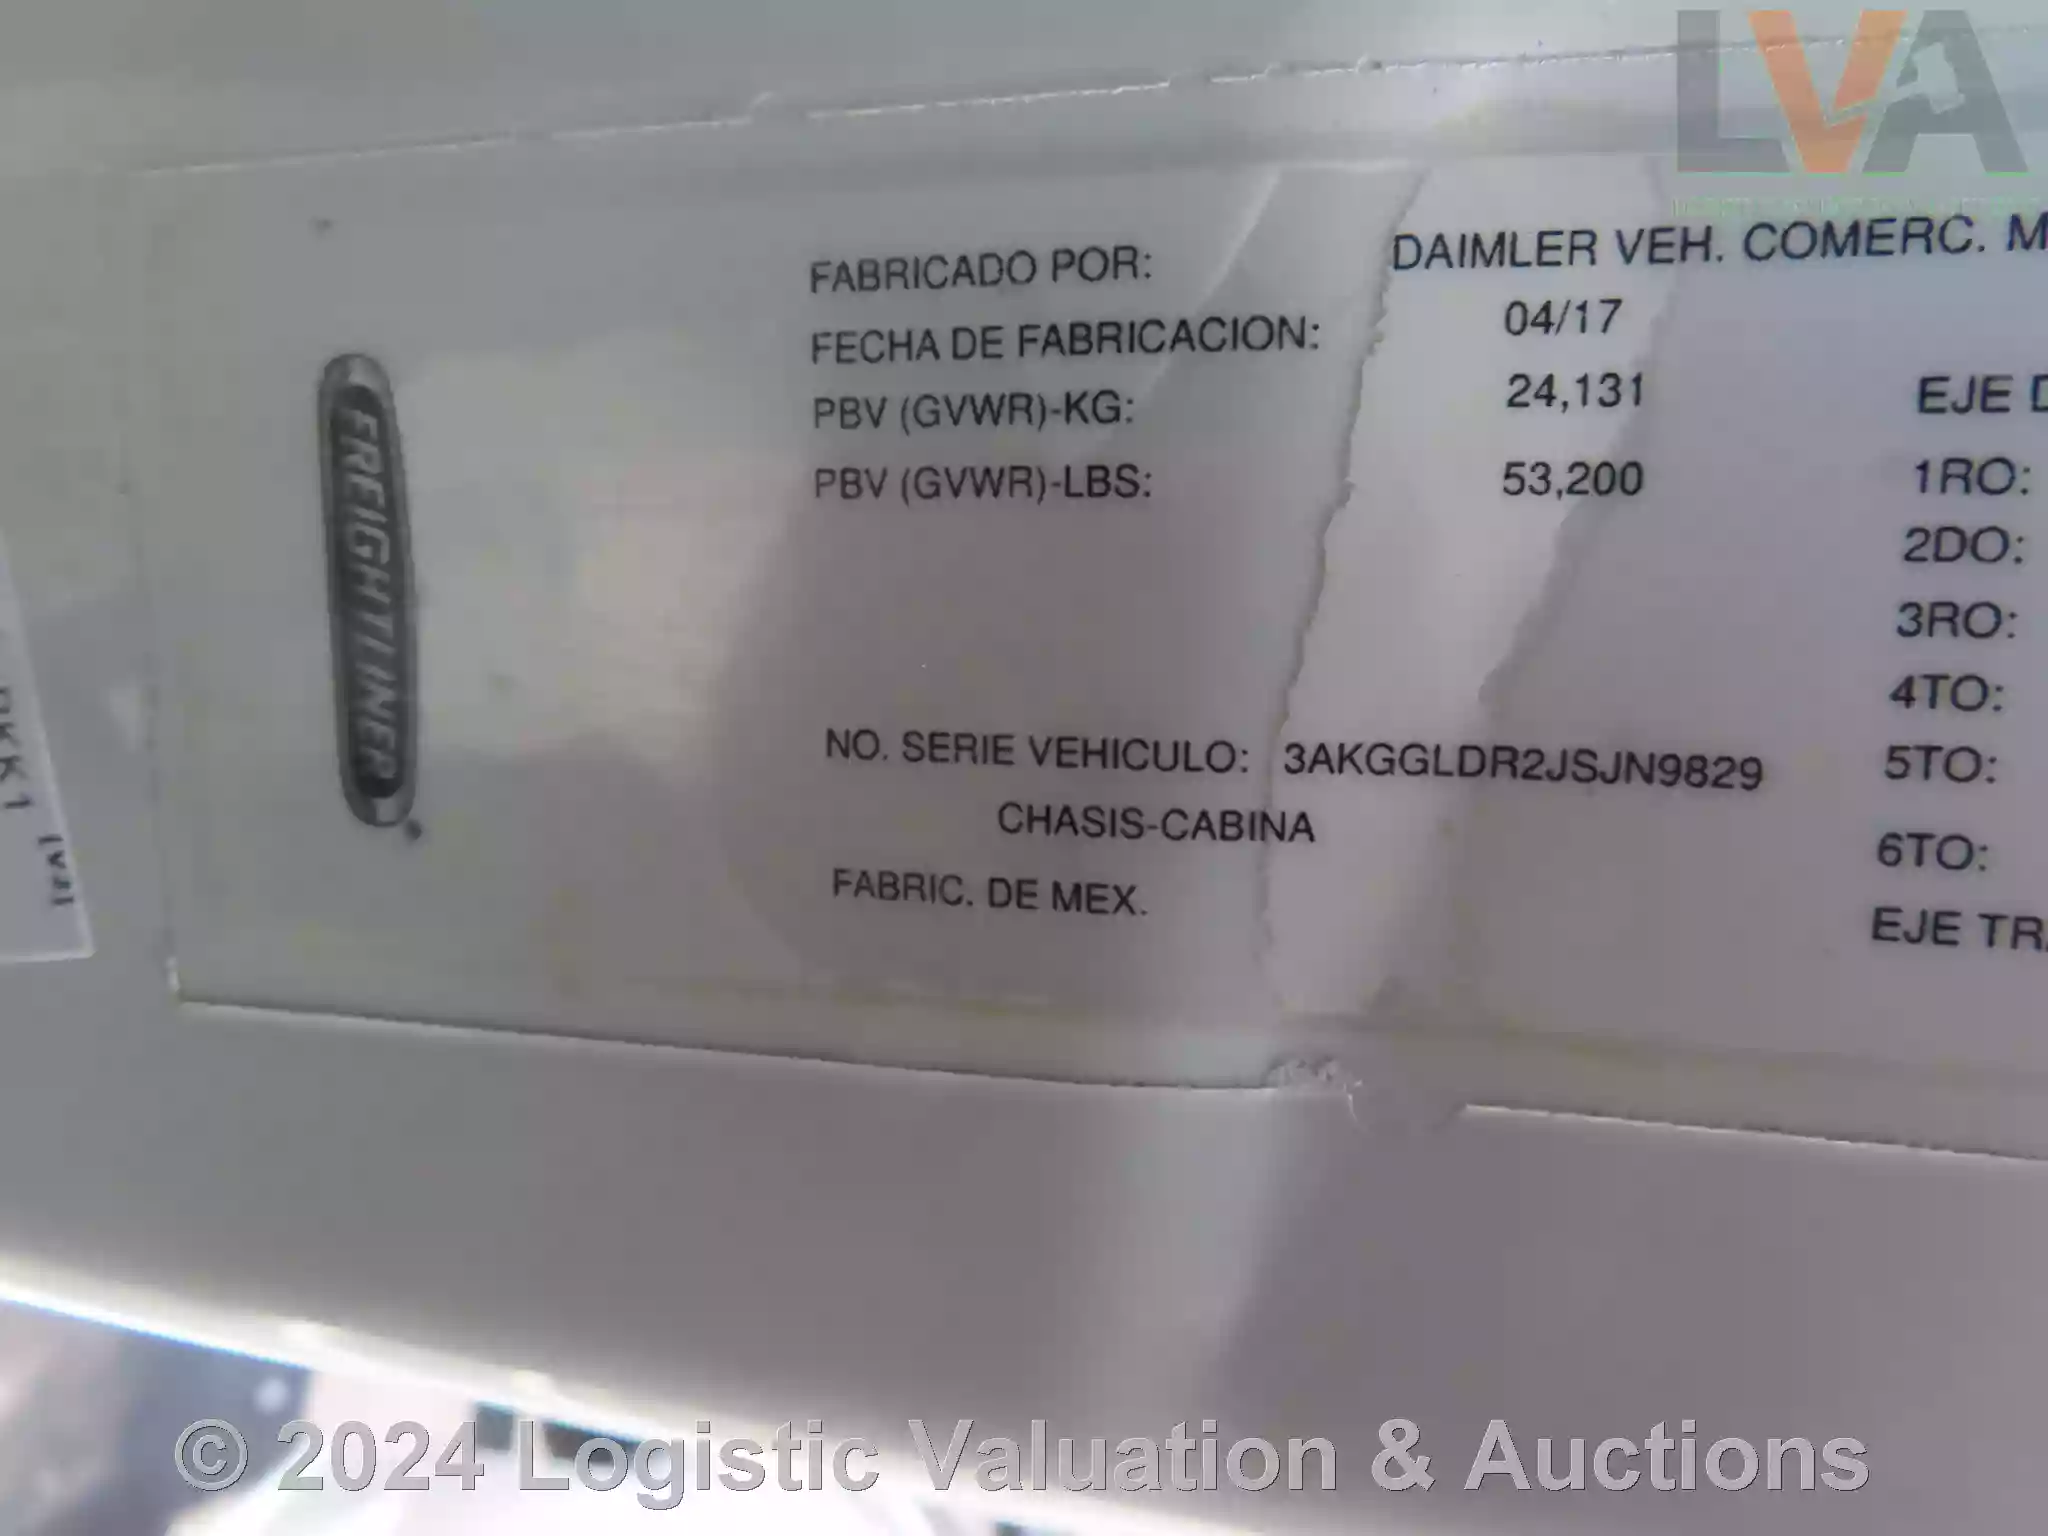 LVA
FABRICADO POR: DAIMLER VEH. COMERC. M
FECHA DE FABRICACION: 04/17
PBV (GVWR)-KG: 24,131
EJE D
PBV (GVWR)-LBS: 53,200
1RO:
2DO:
3RO:
4TO:
FREIGHTLINER
NO. SERIE VEHICULO: 3AKGGLDR2JSJN9829
5TO:
CHASIS-CABINA
6TO:
FABRIC. DE MEX.
EJE TRA
© 2024 Logistic Valuation & Auctions